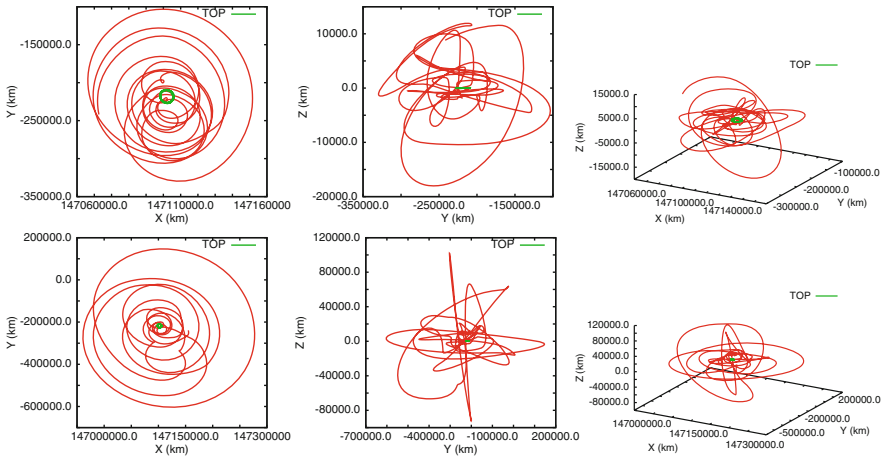 TOP
-150000.0
-250000.0
-350000.0
Y (km)
147060000.0
147100000.0
147160000.0
X (km)
TOP
15000.0
0.0
-10000.0
-20000.0
Z (km)
-350000.0
-250000.0
-150000.0
Y (km)
TOP
15000.0
5000.0
-5000.0
-15000.0
Z (km)
147060000.0
147100000.0
147140000.0
X (km)
-300000.0
-200000.0
-100000.0
Y (km)
TOP
200000.0
0.0
-200000.0
-400000.0
-600000.0
Y (km)
147000000.0
147150000.0
147300000.0
X (km)
TOP
120000.0
80000.0
40000.0
0.0
-40000.0
-80000.0
Z (km)
-700000.0
-400000.0
-100000.0
200000.0
Y (km)
TOP
120000.0
80000.0
40000.0
0.0
-40000.0
-80000.0
Z (km)
147000000.0
147150000.0
147300000.0
X (km)
-500000.0
-200000.0
200000.0
Y (km)